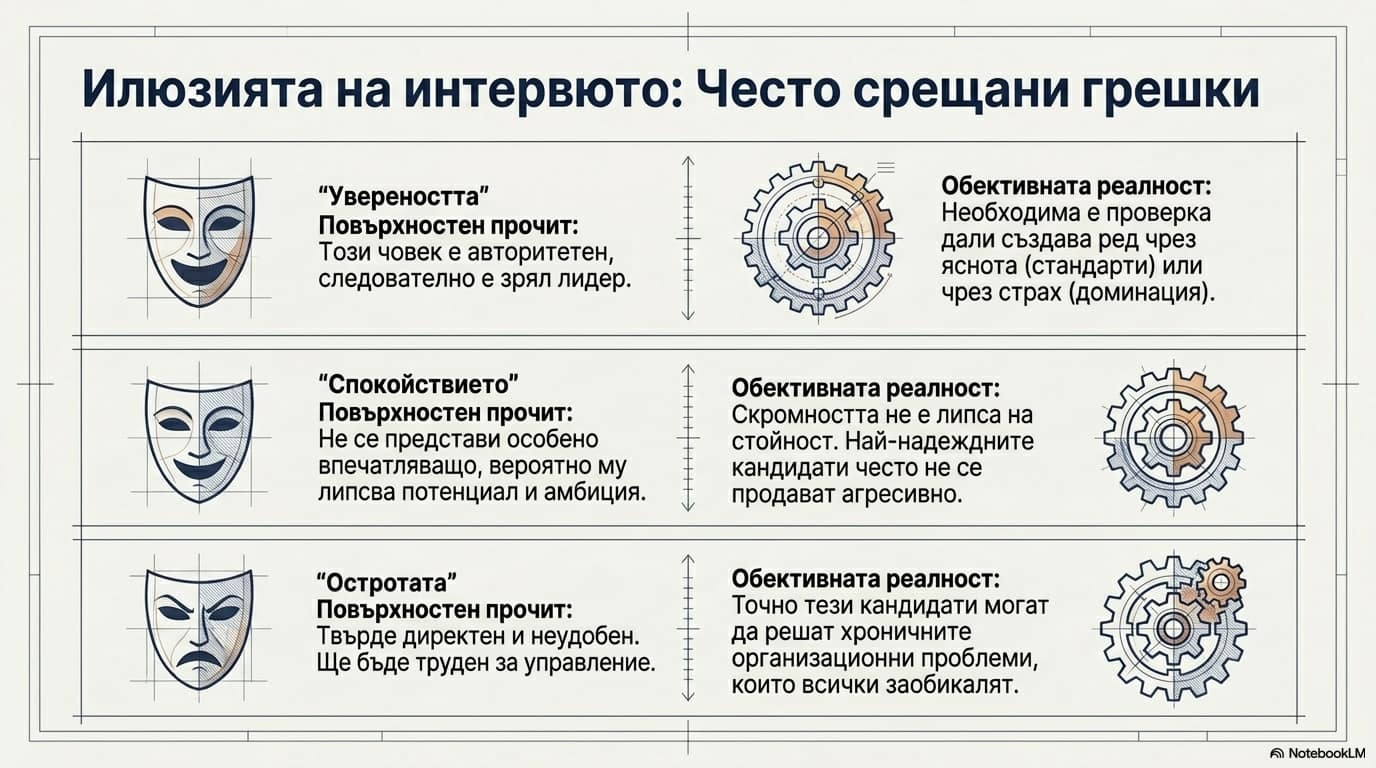 Илюзията на интервюто: Често срещани грешки
“Увереността”
Повърхностен прочит:
Този човек е авторитетен,
следователно е зрял лидер.
Обективната реалност:
Необходима е проверка
дали създава ред чрез
яснота (стандарти) или
чрез страх (доминация).
“Спокойствието”
Повърхностен прочит:
Не се представи особено
впечатляващо, вероятно му
липсва потенциал и амбиция.
Обективната реалност:
Скромността не е липса на
стойност. Най-надеждните
кандидати често не се
продават агресивно.
“Остротата”
Повърхностен прочит:
Твърде директен и неудобен.
Ще бъде труден за управление.
Обективната реалност:
Точно тези кандидати могат
да решат хроничните
организационни проблеми,
които всички заобикалят.
NotebookLM